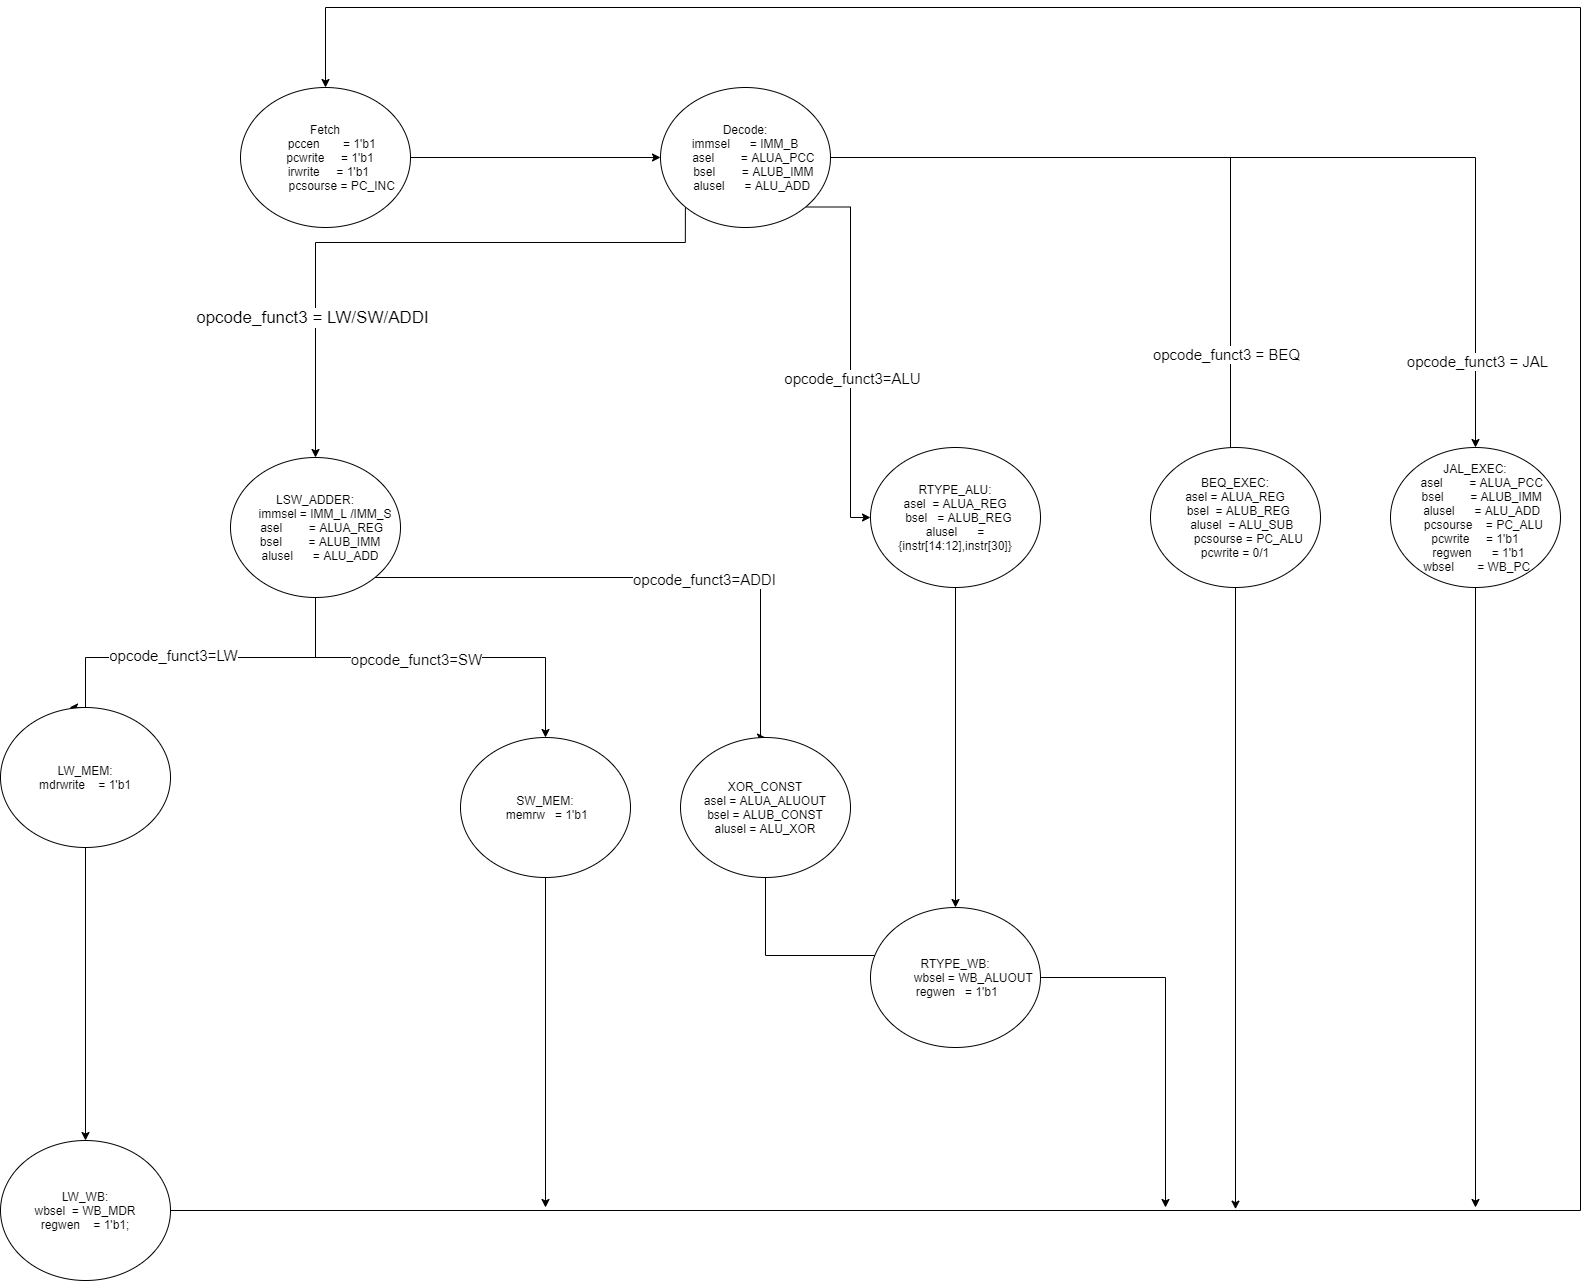 Fetch
pccen = 1'b1
pcwrite = 1'b1
irwrite = 1'b1
pcsourse = PC_INC
Decode:
immsel = IMM_B
asel = ALUA_PCC
bsel = ALUB_IMM
alusel = ALU_ADD
opcode_funct3 = LW/SW/ADDI
opcode_funct3=ALU
opcode_funct3 = BEQ
opcode_funct3 = JAL
LSW_ADDER:
immsel = IMM_L /IMM_S
asel = ALUA_REG
bsel = ALUB_IMM
alusel = ALU_ADD
RTYPE_ALU:
asel = ALUA_REG
bsel = ALUB_REG
alusel =
{instr[14:12],instr[30]}
BEQ_EXEC:
asel = ALUA_REG
bsel = ALUB_REG
alusel = ALU_SUB
pcsourse = PC_ALU
pcwrite = 0/1
JAL_EXEC:
asel = ALUA_PCC
bsel = ALUB_IMM
alusel = ALU_ADD
pcsourse = PC_ALU
pcwrite = 1'b1
regwen = 1'b1
wbsel = WB_PC
opcode_funct3=ADDI
opcode_funct3=LW
opcode_funct3=SW
LW_MEM:
mdrwrite = 1'b1
SW_MEM:
memrw = 1'b1
XOR_CONST
asel = ALUA_ALUOUT
bsel = ALUB_CONST
alusel = ALU_XOR
RTYPE_WB:
wbsel = WB_ALUOUT
regwen = 1'b1
LW_WB:
wbsel = WB_MDR
regwen = 1'b1;